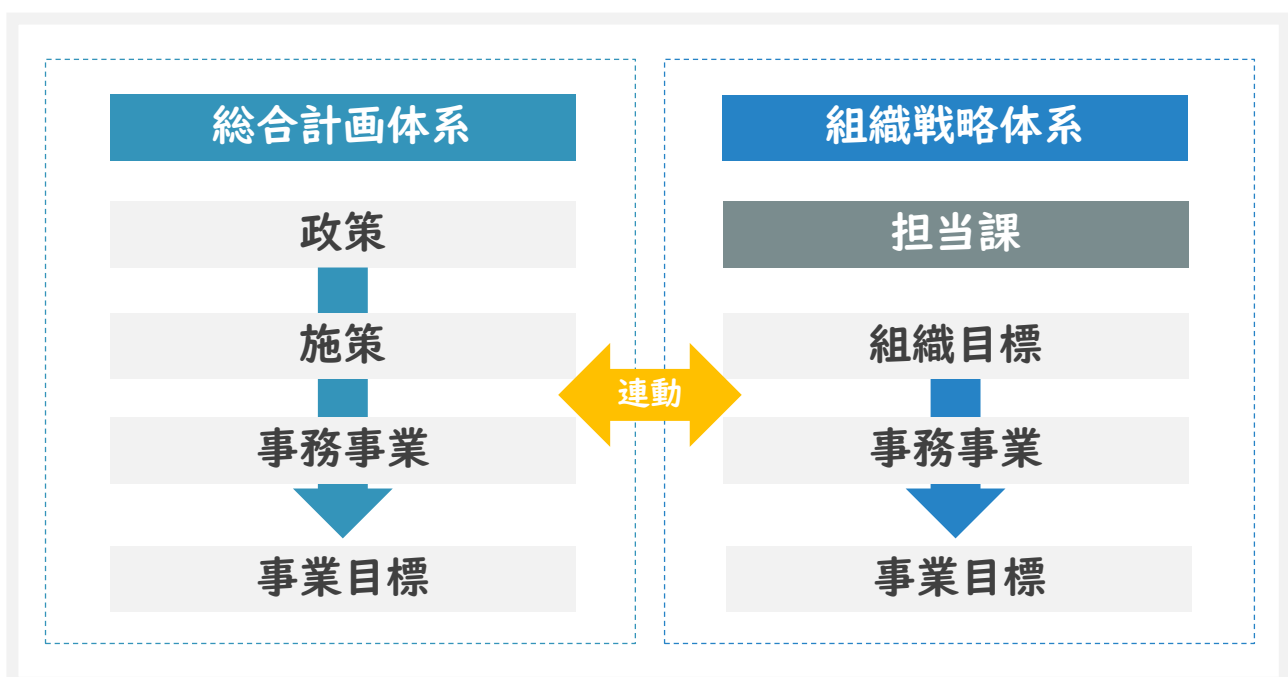 総合計画体系
政策
施策
事務事業
事業目標
連動
組織戦略体系
担当課
組織目標
事務事業
事業目標